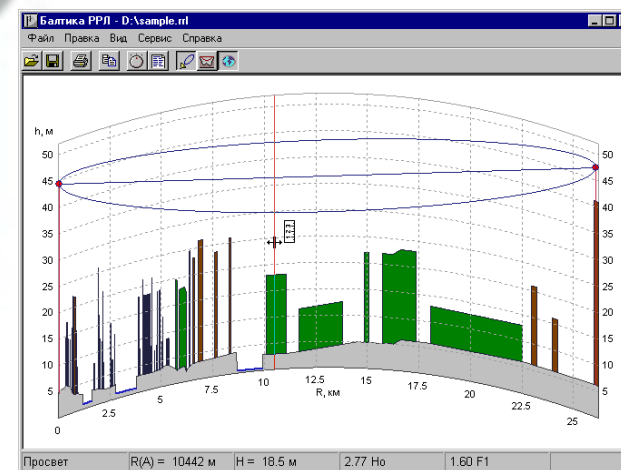 Балтика РРЛ - D:\sample.rrl
Файл Правка Вид Сервис Справка
h, м
50 50
45 45
40 40
35 35
30 30
25 25
20 20
15 15
10 10
5 5
0 2.5 5 7.5 10 12.5 15 17.5 20 22.5 25
R, км
Просвет R(A) = 10442 м H = 18.5 м 2.77 Ho 1.60 F1